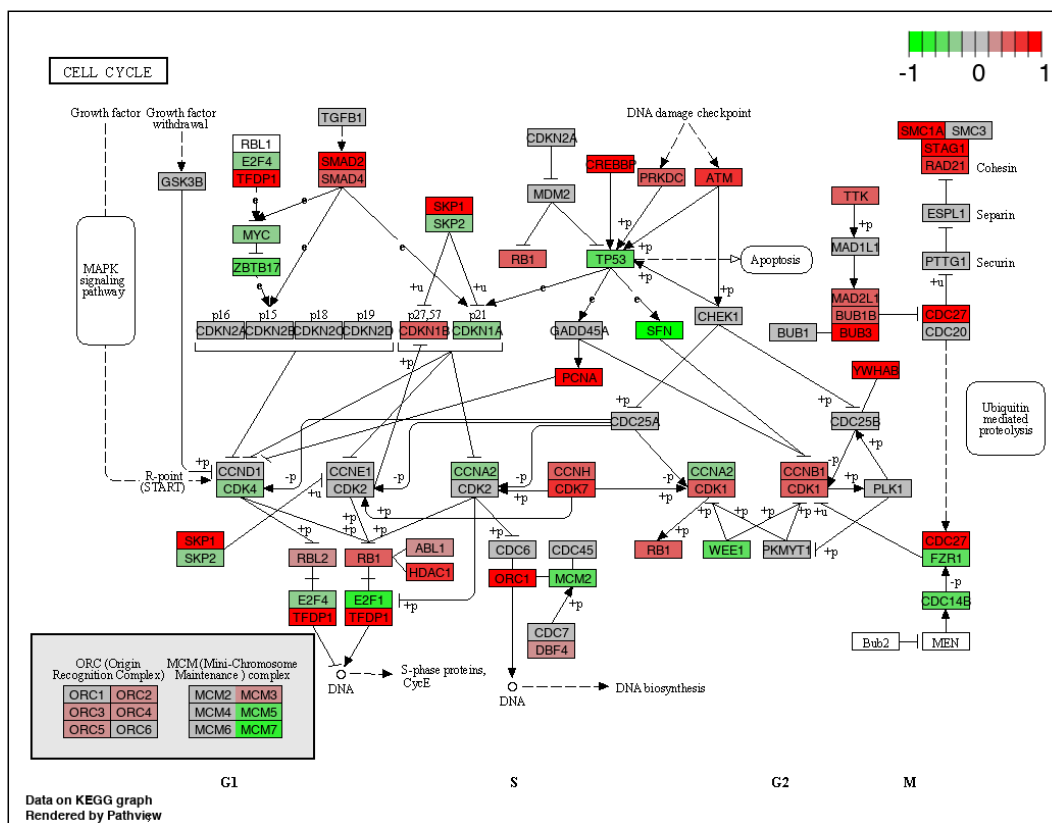 -1 0 1
CELL CYCLE
Growth factor
Growth factor
withdrawal
TGFB1
DNA damage checkpoint
SMC1A SMC3
RBL1
CDKN2A
STAG1
E2F4
SMAD2
CREBBP
RAD21
Cohesin
GSK3B
TFDP1
SMAD4
PRKDC
ATM
MDM2
TTK
e
e
SKP1
+p
ESPL1
Separin
MYC
SKP2
+p
MAD1L1
e
e
RB1
TP53
+p
Apoptosis
PTTG1
Securin
ZBTB17
MAPK
signaling
pathway
e
+u
+u
e
e
e
+p
MAD2L1
+u
p16
p15
p18
p19
p27,57
p21
CHEK1
BUB1B
CDC27
CDKN2A
CDKN2B
CDKN2C
CDKN2D
CDKN1B
CDKN1A
GADD45A
SFN
BUB1
BUB3
CDC20
+p
PCNA
YWHAB
+p
+p
CDC25A
CDC25B
Ubiquitin
mediated
proteolysis
+p
+p
R-point
(START)
CCND1
CCNE1
CCNA2
CCNH
CCNA2
CCNB1
-p
CDK4
-p
CDK2
-p
CDK2
-p
CDK7
-p
CDK1
CDK1
+p
PLK1
+u
+p
+p
-p
+p
+p
+p
+p
+p
+p
+u
SKP1
SKP2
RBL2
RB1
ABL1
HDAC1
CDC6
CDC45
RB1
WEE1
PKMYT1
+p
CDC27
FZR1
ORC1
MCM2
-p
E2F4
E2F1
+p
+p
CDC14B
TFDP1
TFDP1
CDC7
DBF4
Bub2
MEN
DNA
S-phase proteins,
CycE
DNA
DNA biosynthesis
ORC (Origin
Recognition Complex)
MCM (Mini-Chromosome
Maintenance ) complex
ORC1 ORC2 MCM2 MCM3
ORC3 ORC4 MCM4 MCM5
ORC5 ORC6 MCM6 MCM7
G1 S G2 M
Data on KEGG graph
Rendered by Pathview